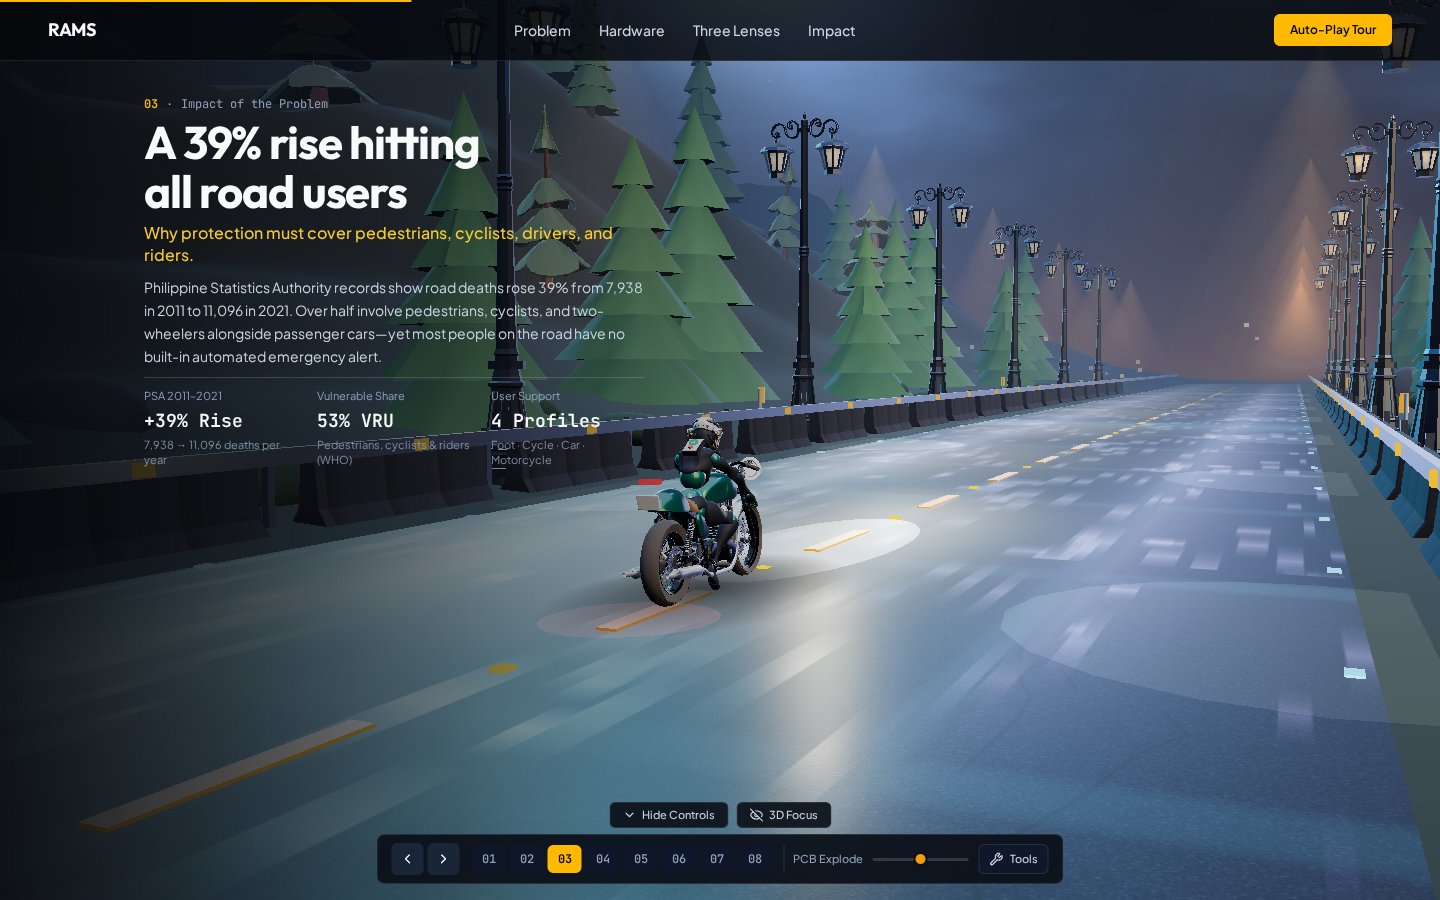 RAMS
Problem
Hardware
Three Lenses
Impact
Auto-Play Tour
03 · Impact of the Problem
A 39% rise hitting
all road users
Why protection must cover pedestrians, cyclists, drivers, and
riders.
Philippine Statistics Authority records show road deaths rose 39% from 7,938
in 2011 to 11,096 in 2021. Over half involve pedestrians, cyclists, and two-
wheelers alongside passenger cars—yet most people on the road have no
built-in automated emergency alert.
PSA 2011–2021
+39% Rise
7,938 → 11,096 deaths per
year
Vulnerable Share
53% VRU
Pedestrians, cyclists & riders
(WHO)
User Support
4 Profiles
Foot · Cycle · Car ·
Motorcycle
Hide Controls
3D Focus
01 02 03 04 05 06 07 08
PCB Explode
Tools